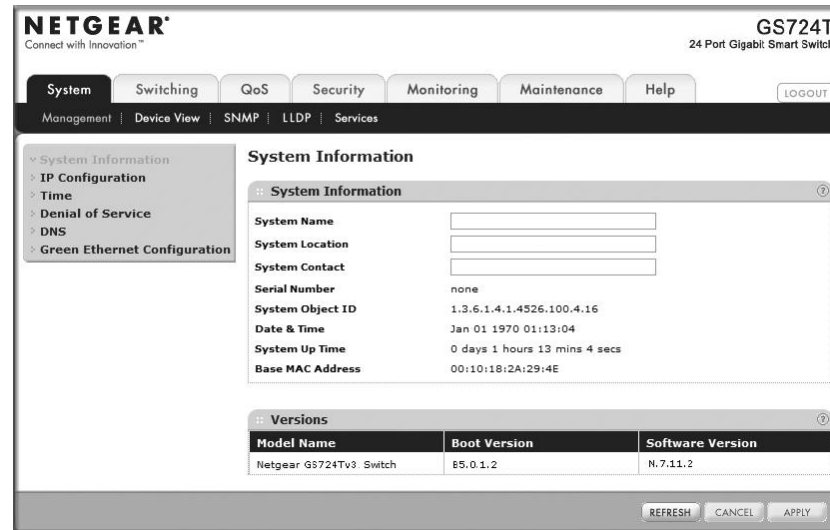 NETGEAR®
Connect with Innovation™
GS724T
24 Port Gigabit Smart Switch
System Switching QoS Security Monitoring Maintenance Help LOGOUT
Management | Device View | SNMP | LLDP | Services
System Information
IP Configuration
Time
Denial of Service
DNS
Green Ethernet Configuration
System Information
System Information ?
System Name
System Location
System Contact
Serial Number none
System Object ID 1.3.6.1.4.1.4526.100.4.16
Date & Time Jan 01 1970 01:13:04
System Up Time 0 days 1 hours 13 mins 4 secs
Base MAC Address 00:10:18:2A:29:4E
Versions ?
Model Name Boot Version Software Version
Netgear GS724Tv3 Switch B5.0.1.2 N.7.11.2
REFRESH CANCEL APPLY